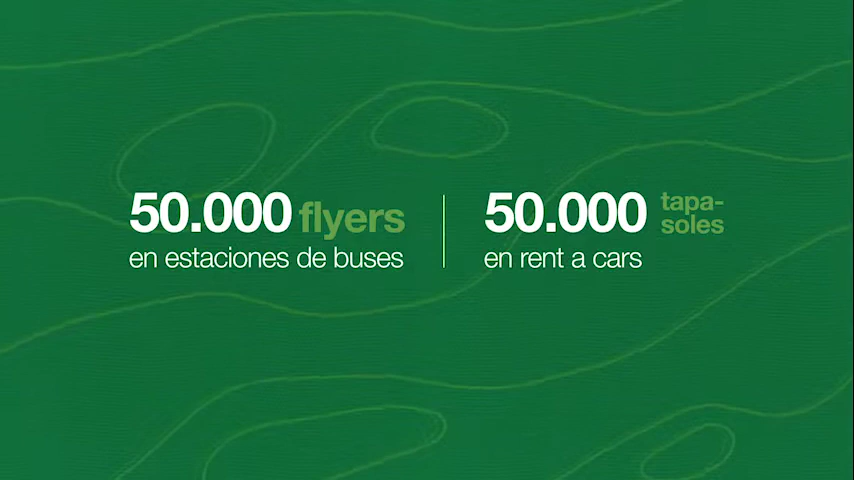 50.000 flyers
en estaciones de buses
50.000 tapa-
soles
en rent a cars